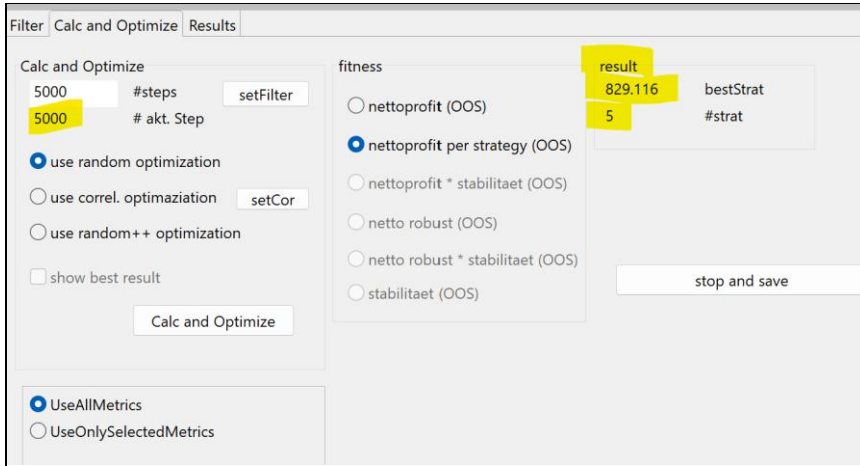 Filter Calc and Optimize Results
Calc and Optimize
5000 #steps setFilter
5000 # akt. Step
use random optimization
use correl. optimaziation setCor
use random++ optimization
show best result
Calc and Optimize
UseAllMetrics
UseOnlySelectedMetrics
fitness
nettoprofit (OOS)
nettoprofit per strategy (OOS)
nettoprofit * stabilitaet (OOS)
netto robust (OOS)
netto robust * stabilitaet (OOS)
stabilitaet (OOS)
result
829.116 bestStrat
5 #strat
stop and save